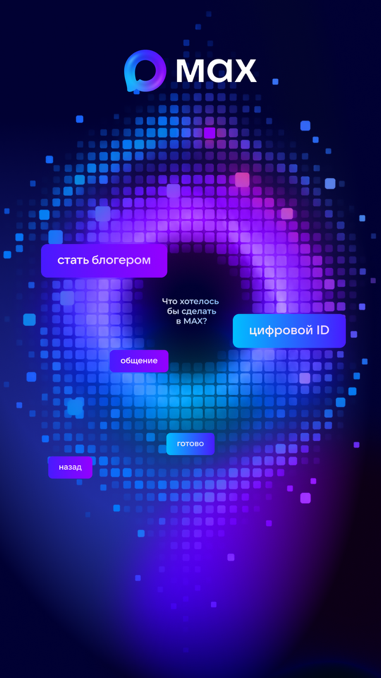 max
стать блогером
Что хотелось
бы сделать
в MAX?
цифровой ID
общение
готово
назад